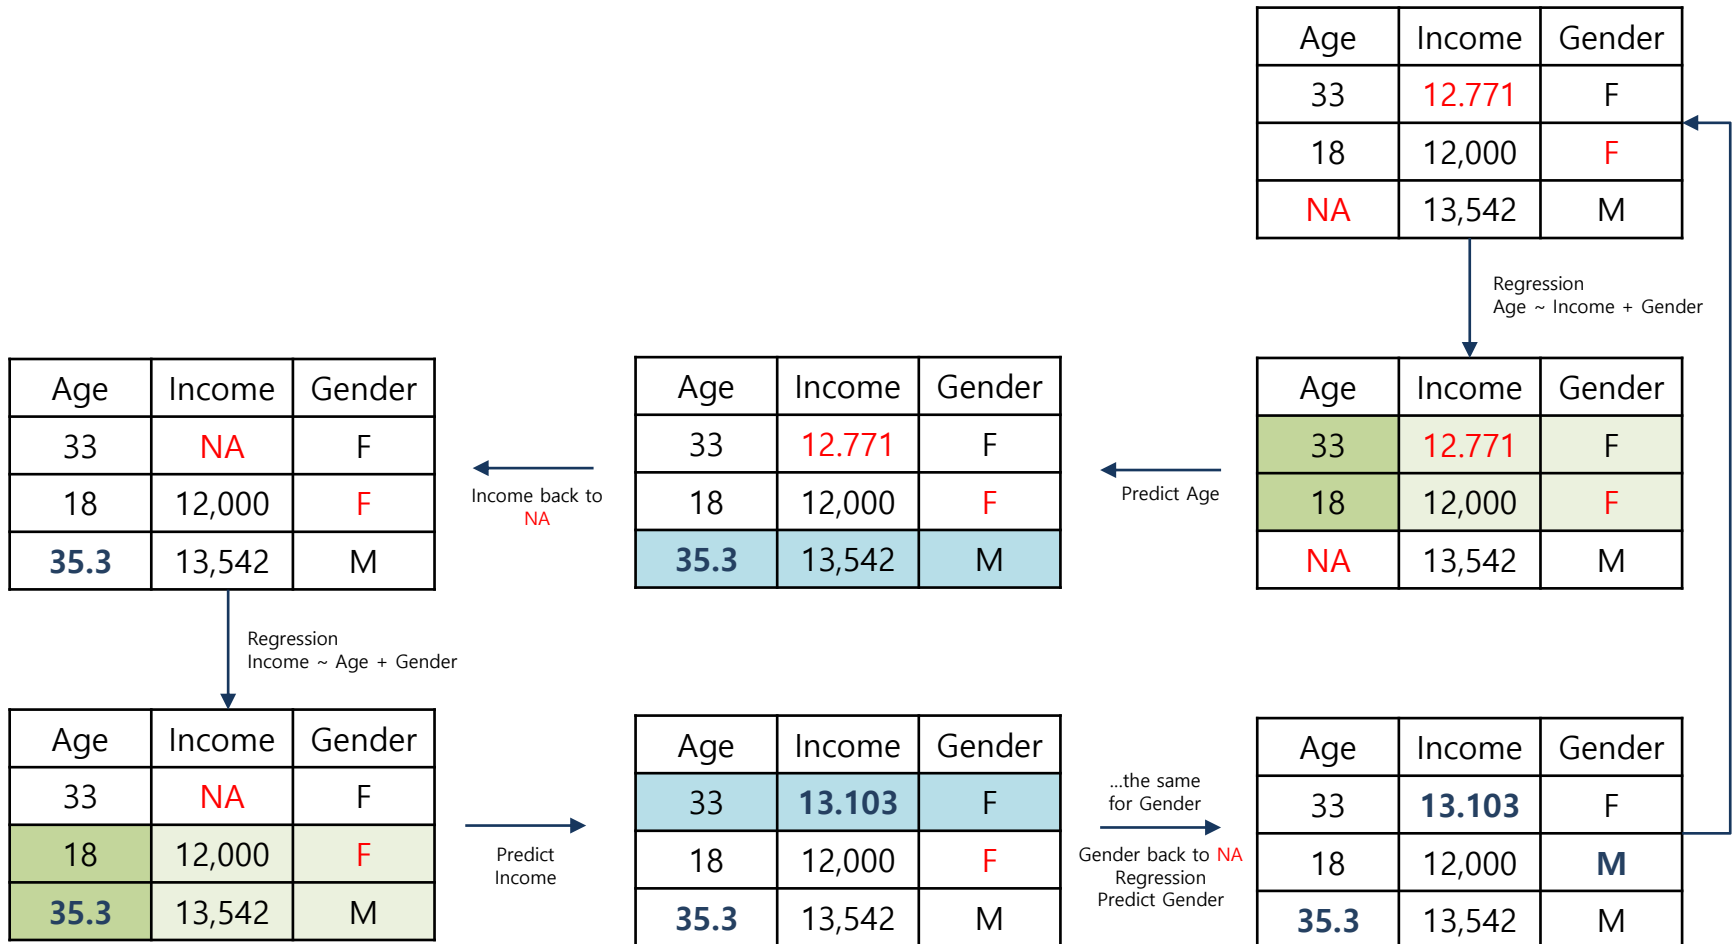 Age Income Gender
33 12.771 F
18 12,000 F
NA 13,542 M
Regression
Age ~ Income + Gender
Age Income Gender
33 12.771 F
18 12,000 F
NA 13,542 M
Predict Age
Age Income Gender
33 12.771 F
18 12,000 F
35.3 13,542 M
Income back to
NA
Age Income Gender
33 NA F
18 12,000 F
35.3 13,542 M
Regression
Income ~ Age + Gender
Age Income Gender
33 NA F
18 12,000 F
35.3 13,542 M
Predict
Income
Age Income Gender
33 13.103 F
18 12,000 F
35.3 13,542 M
...the same
for Gender
Gender back to NA
Regression
Predict Gender
Age Income Gender
33 13.103 F
18 12,000 M
35.3 13,542 M